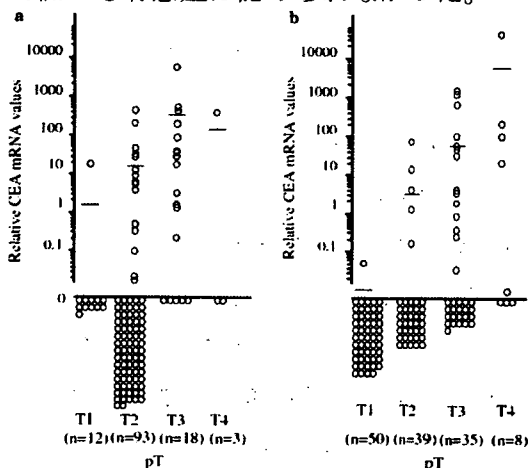 a
Relative CEA mRNA values
10000
1000
100
10
1
0.1
0
T1 T2 T3 T4
(n=12) (n=93) (n=18) (n=3)
pT
b
Relative CEA mRNA values
10000
1000
100
10
1
0.1
0
T1 T2 T3 T4
(n=50) (n=39) (n=35) (n=8)
pT